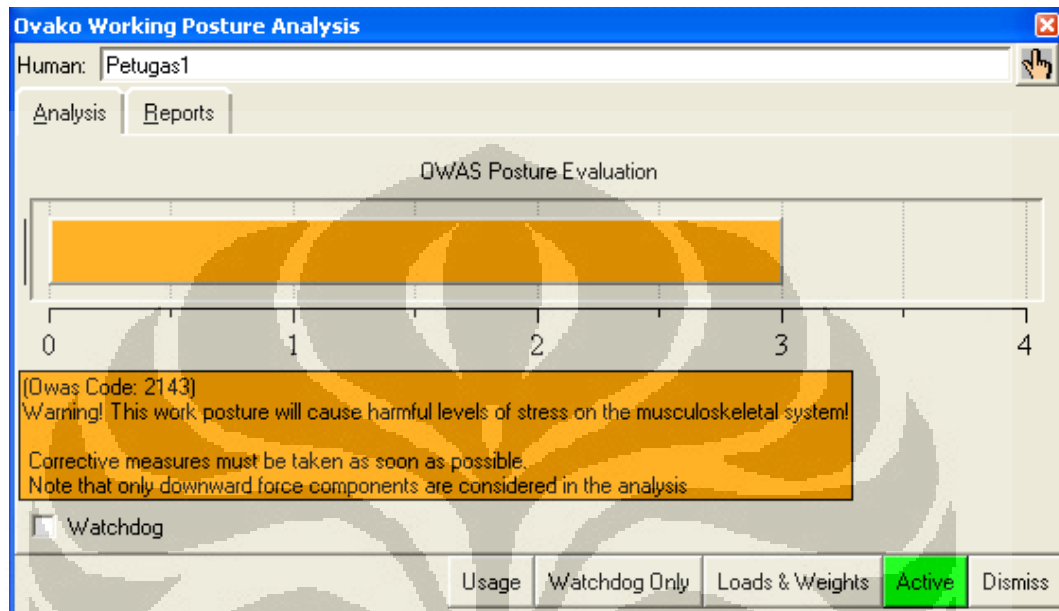 Ovako Working Posture Analysis
Human: Petugas1
Analysis Reports
OWAS Posture Evaluation
0 1 2 3 4
(Owas Code: 2143)
Warning! This work posture will cause harmful levels of stress on the musculoskeletal system!
Corrective measures must be taken as soon as possible.
Note that only downward force components are considered in the analysis
Watchdog
Usage Watchdog Only Loads & Weights Active Dismiss